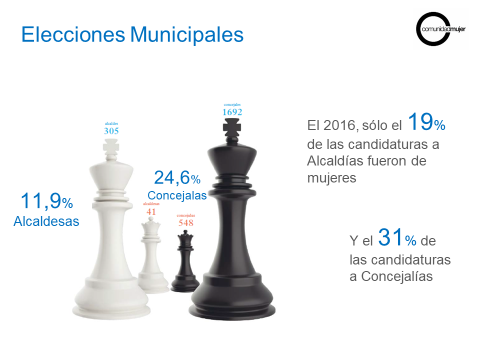 Elecciones Municipales
comunidadmujer
concejales
1692
alcaldes
305
El 2016, sólo el 19%
de las candidaturas a
Alcaldías fueron de
mujeres
24,6%
Concejalas
11,9%
Alcaldesas
alcaldesas
41
concejalas
548
Y el 31% de
las candidaturas
a Concejalías